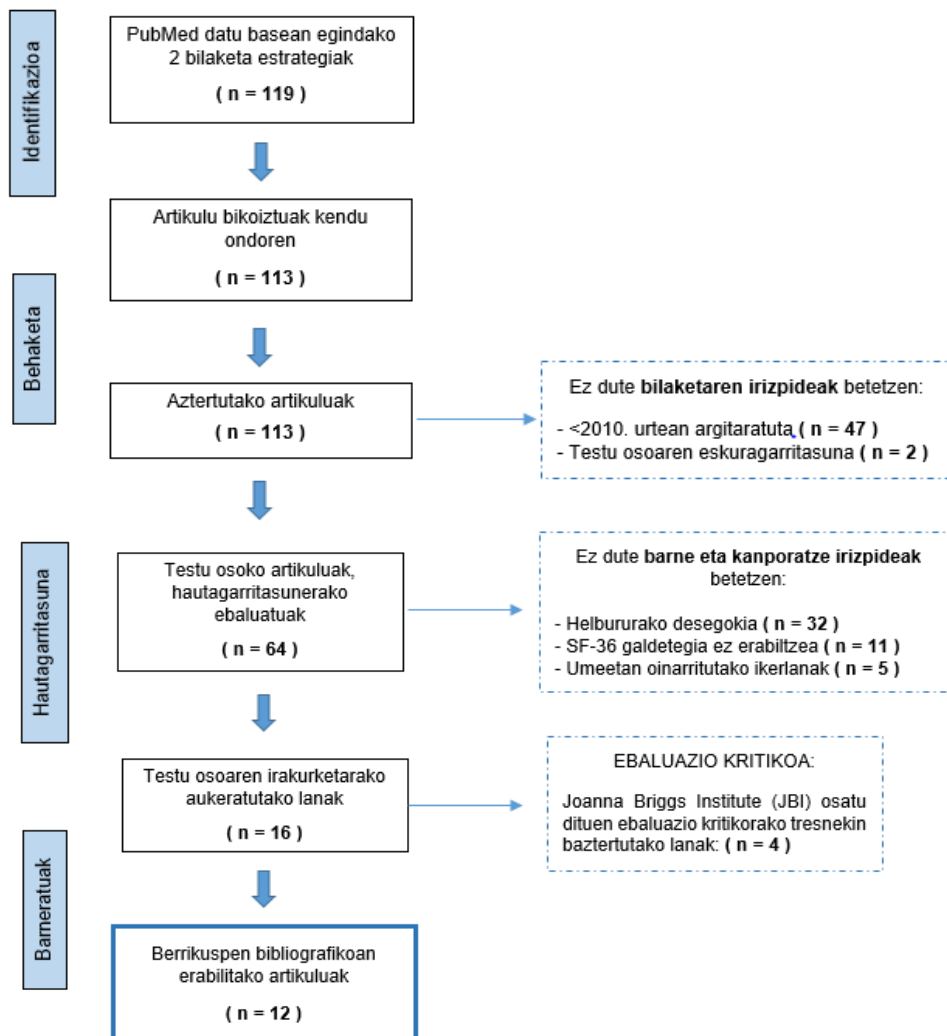 Identifikazioa
PubMed datu basean egindako
2 bilaketa estrategiak
( n = 119 )
Artikulu bikoiztuak kendu
ondoren
( n = 113 )
Behaketa
Aztertutako artikuluak
( n = 113 )
Ez dute bilaketaren irizpideak betetzen:
- <2010. urtean argitaratuta ( n = 47 )
- Testu osoaren eskuragarritasuna ( n = 2 )
Hautagarritasuna
Testu osoko artikuluak,
hautagarritasunerako
ebaluatuak
( n = 64 )
Ez dute barne eta kanporatze irizpideak
betetzen:
- Helbururako desegokia ( n = 32 )
- SF-36 galdetegia ez erabiltzea ( n = 11 )
- Umeetan oinarritutako ikerlanak ( n = 5 )
Testu osoaren irakurketarako
aukeratutako lanak
( n = 16 )
EBALUAZIO KRITIKOA:
Joanna Briggs Institute (JBI) osatu
dituen ebaluazio kritikorako tresnekin
baztertutako lanak: ( n = 4 )
Barneratuak
Berrikuspen bibliografikoan
erabilitako artikuluak
( n = 12 )